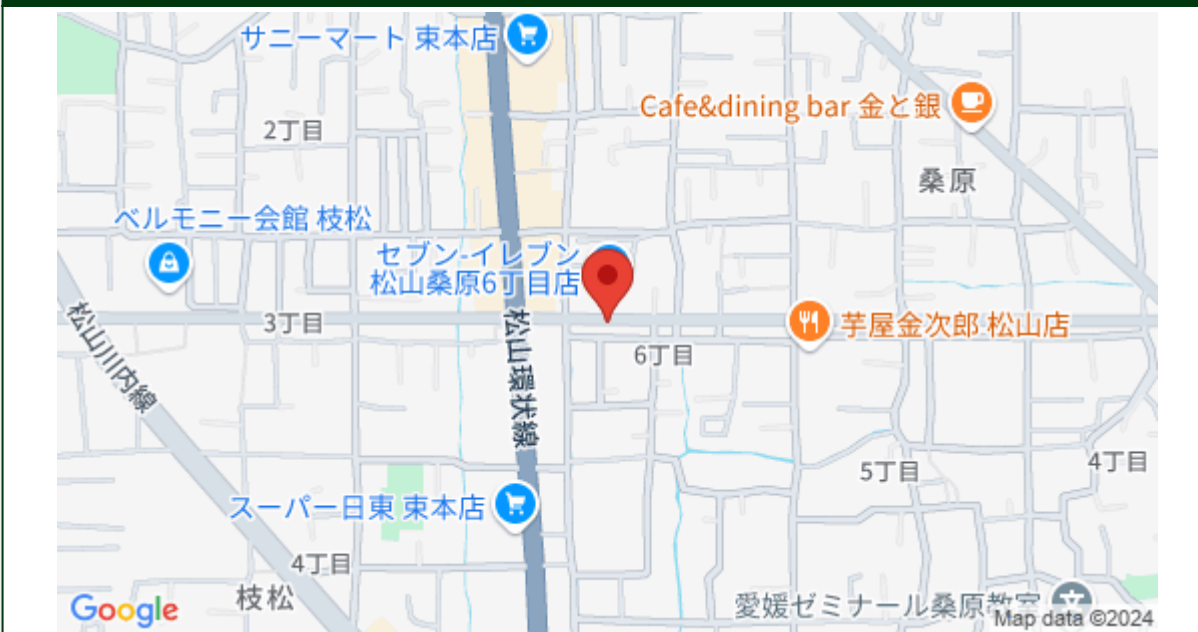 サニーマート 束本店
Cafe&dining bar 金と銀
2丁目
桑原
ベルモニー会館 枝松
セブン-イレブン
松山桑原6丁目店
3丁目
松山環状線
芋屋金次郎 松山店
6丁目
松山川内線
5丁目
4丁目
スーパー日東 束本店
4丁目
枝松
愛媛ゼミナール桑原教室
Google
Map data ©2024